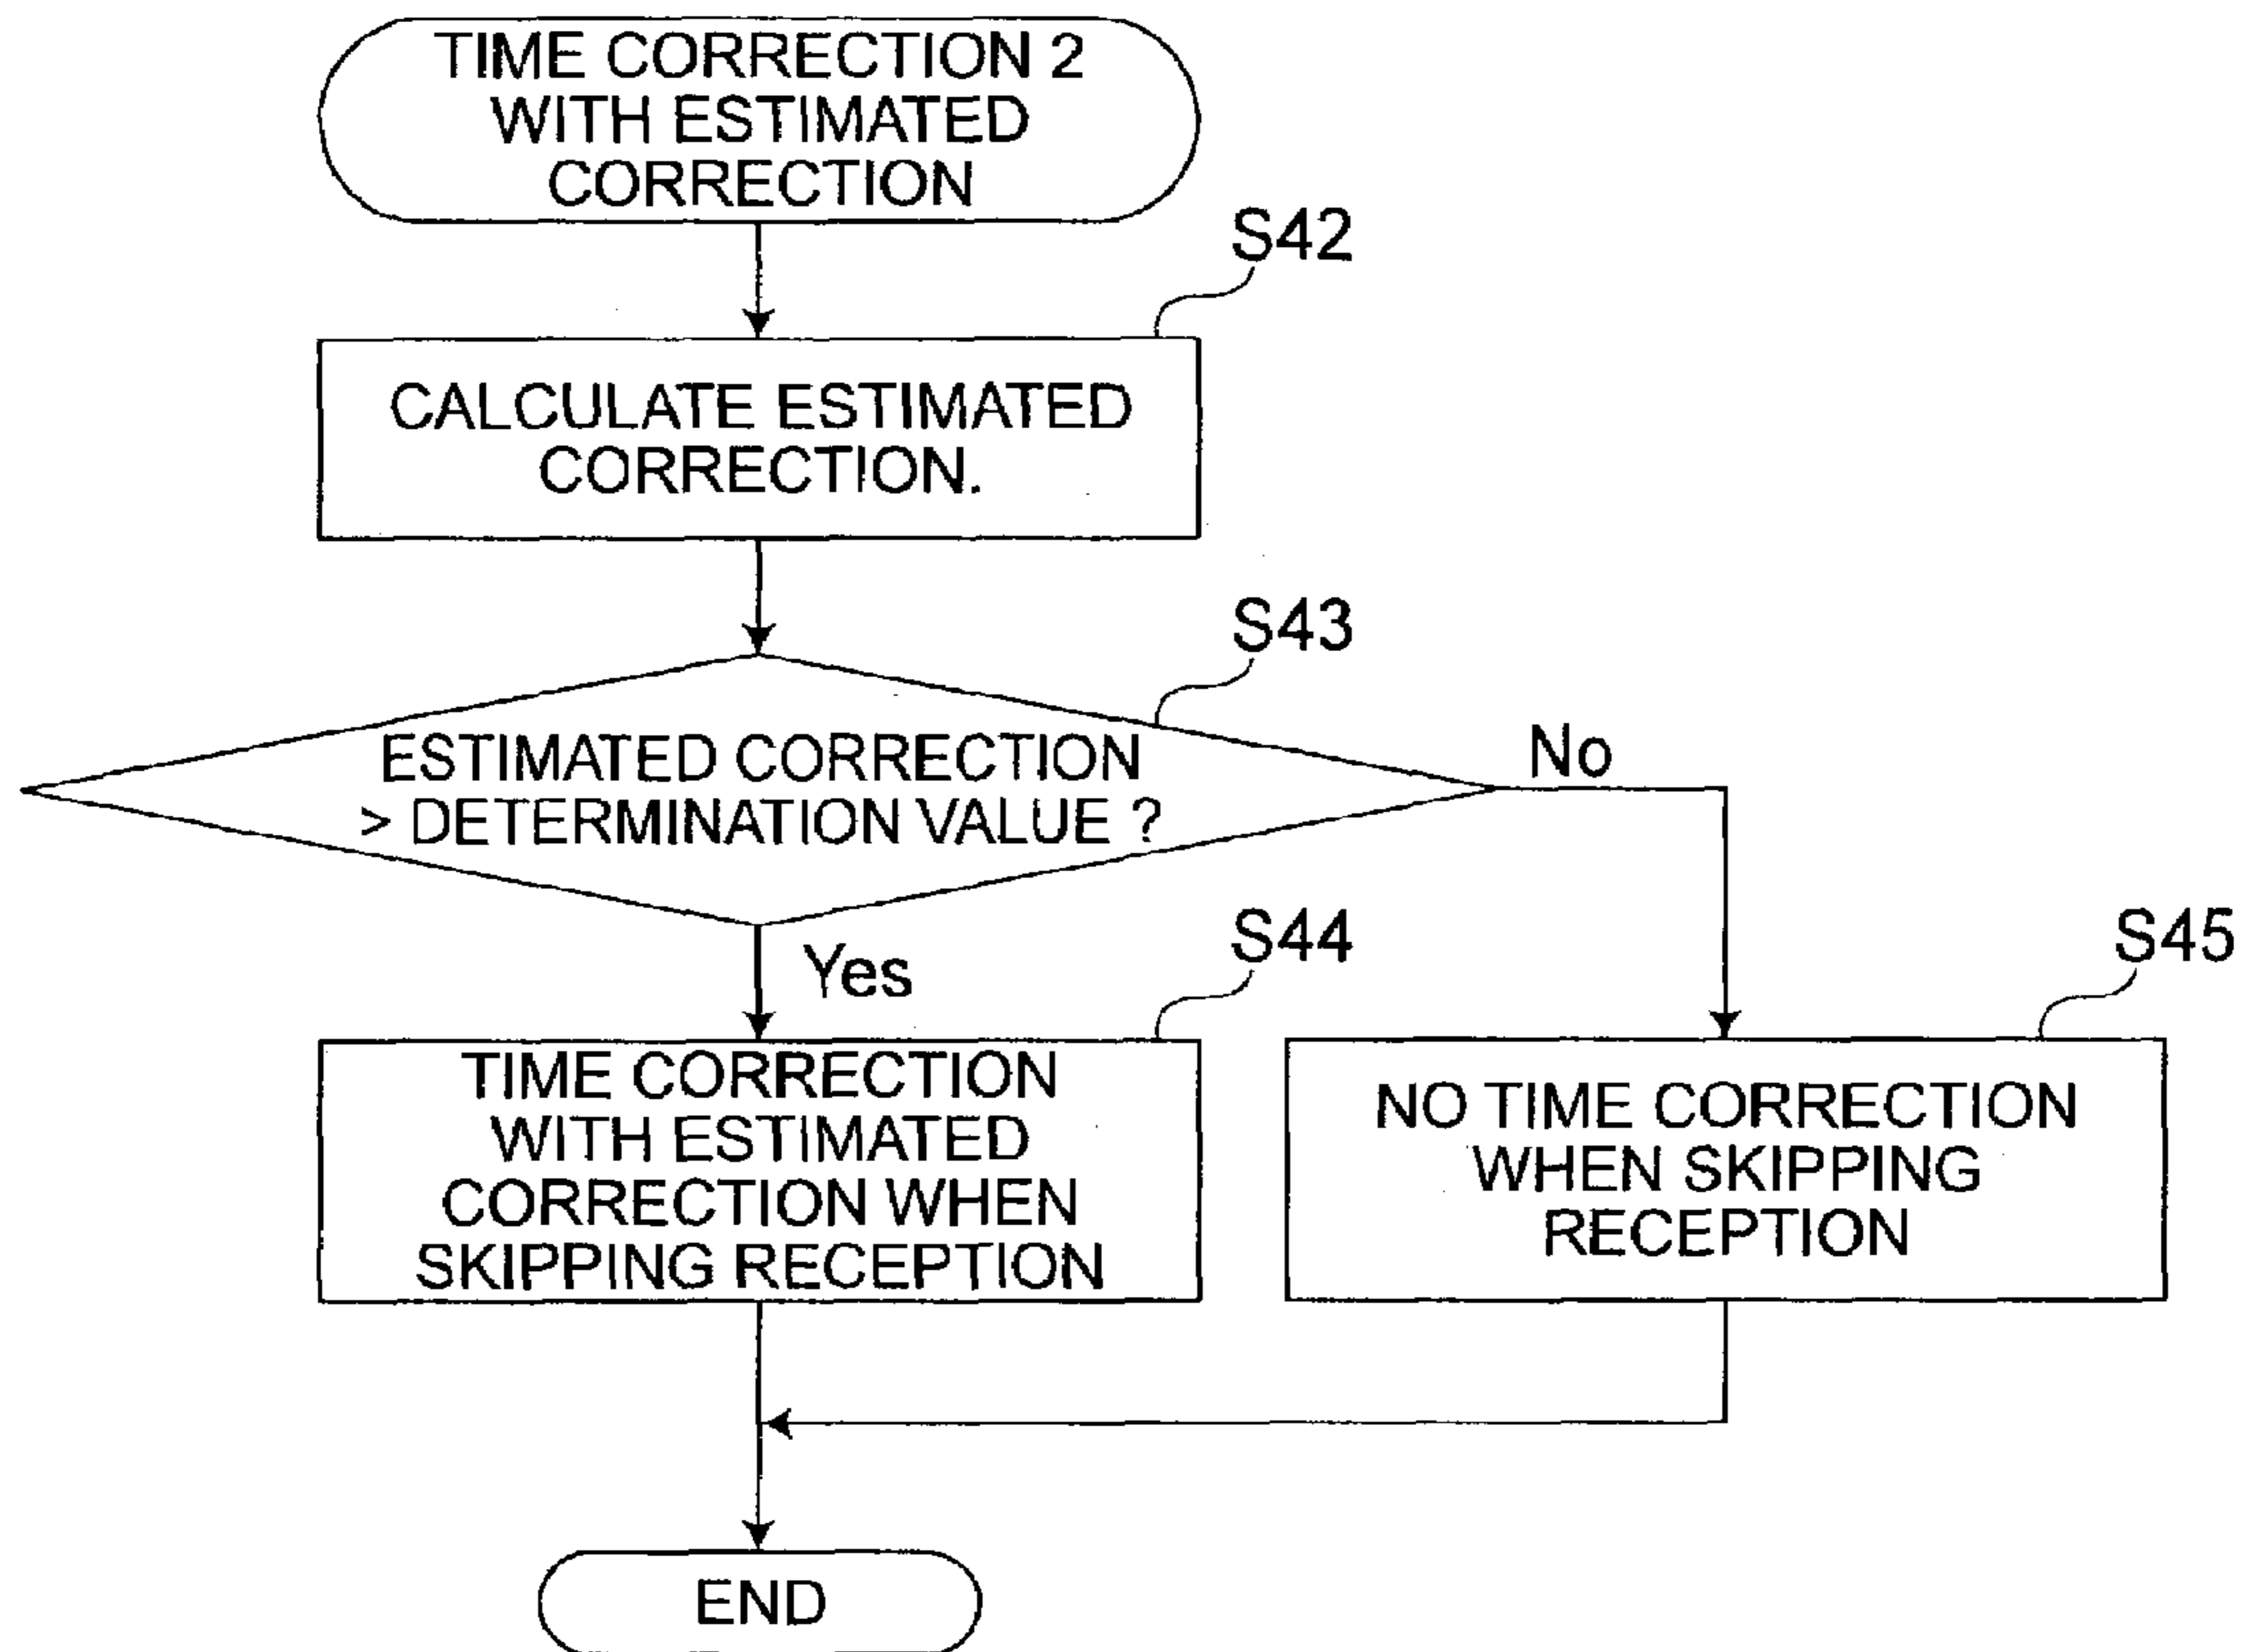 TIME CORRECTION 2
WITH ESTIMATED
CORRECTION
S42
CALCULATE ESTIMATED
CORRECTION.
S43
ESTIMATED CORRECTION
> DETERMINATION VALUE ?
No
Yes
S44
TIME CORRECTION
WITH ESTIMATED
CORRECTION WHEN
SKIPPING RECEPTION
S45
NO TIME CORRECTION
WHEN SKIPPING
RECEPTION
END